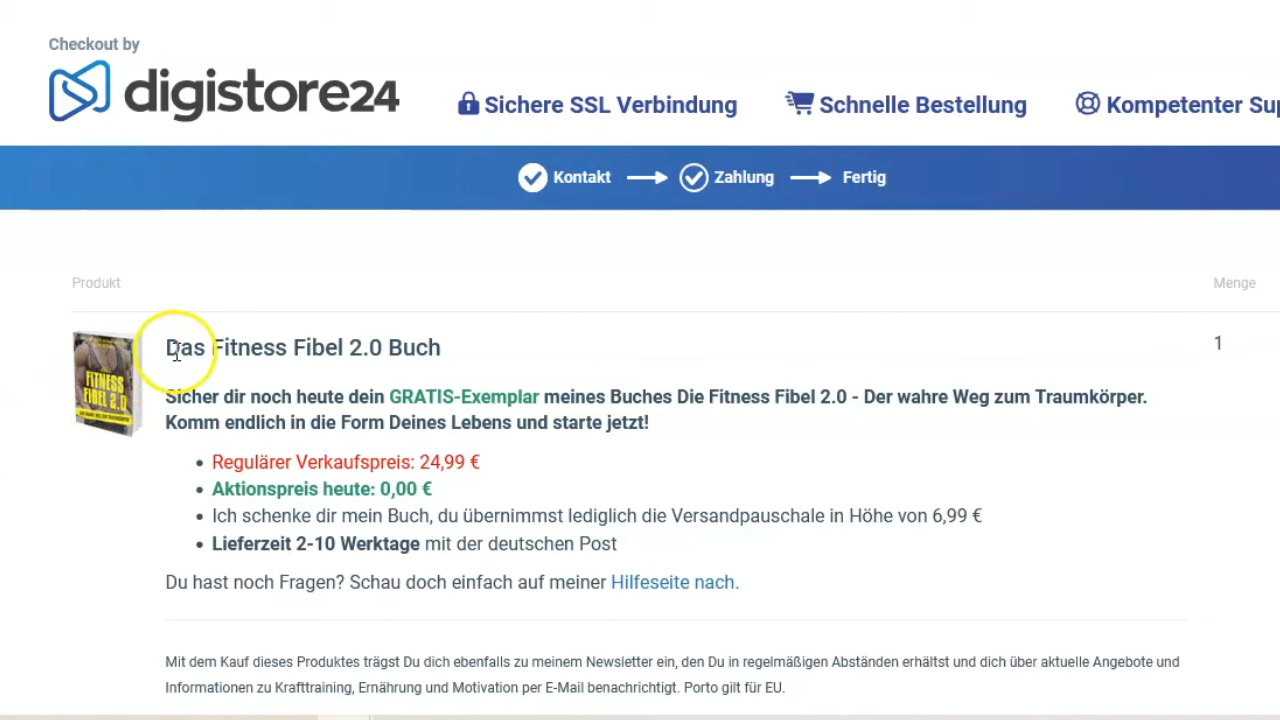 Checkout by
digistore24
Sichere SSL Verbindung
Schnelle Bestellung
Kompetenter Sup
Kontakt
Zahlung
Fertig
Produkt
Menge
FITNESS
FIBEL 2.0
Das Fitness Fibel 2.0 Buch
1
Sicher dir noch heute dein GRATIS-Exemplar meines Buches Die Fitness Fibel 2.0 - Der wahre Weg zum Traumkörper.
Komm endlich in die Form Deines Lebens und starte jetzt!
Regulärer Verkaufspreis: 24,99 €
Aktionspreis heute: 0,00 €
Ich schenke dir mein Buch, du übernimmst lediglich die Versandpauschale in Höhe von 6,99 €
Lieferzeit 2-10 Werktage mit der deutschen Post
Du hast noch Fragen? Schau doch einfach auf meiner Hilfeseite nach.
Mit dem Kauf dieses Produktes trägst Du dich ebenfalls zu meinem Newsletter ein, den Du in regelmäßigen Abständen erhältst und dich über aktuelle Angebote und
Informationen zu Krafttraining, Ernährung und Motivation per E-Mail benachrichtigt. Porto gilt für EU.